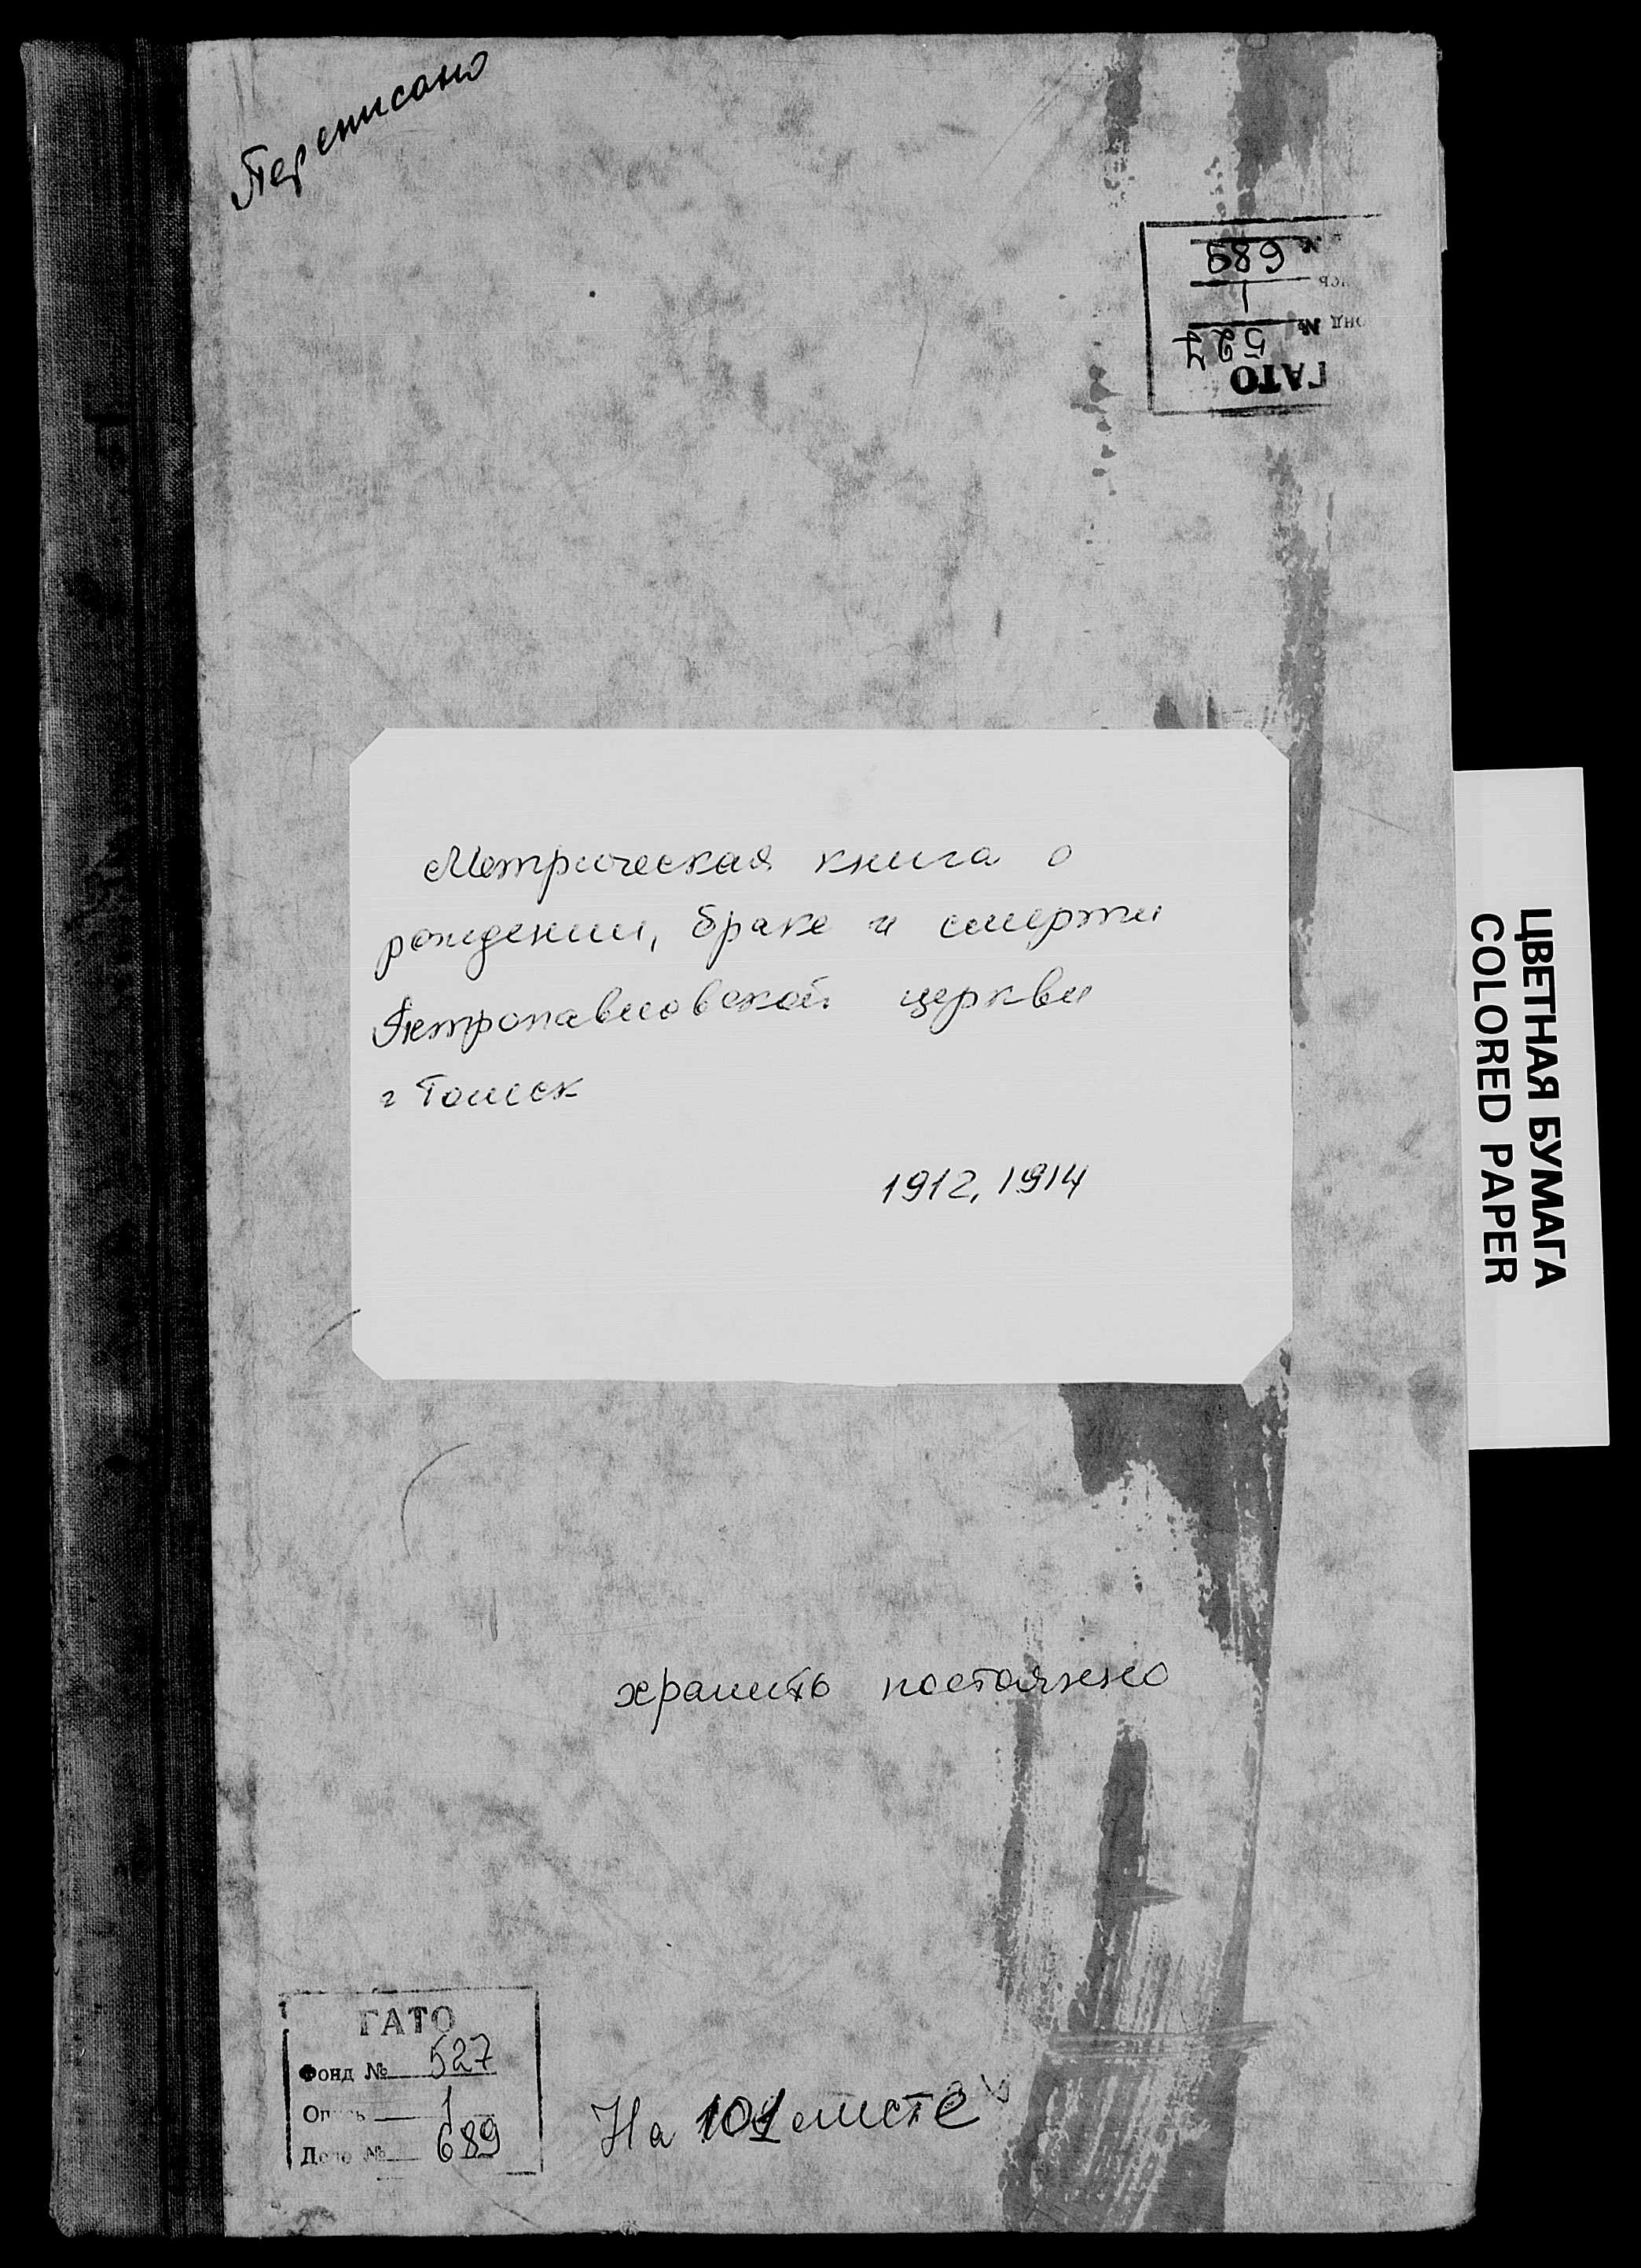 Переписано
№ 689
1
№ 527
ГАТО
Метрическая книга о
рождении, браке и смерти
Петропавловской церкви
г Томск
1912, 1914
ЦВЕТНАЯ БУМАГА
COLORED PAPER
хранить постоянно
ГАТО
Фонд № 527
Опись 1
Дело № 689
На 101 листе